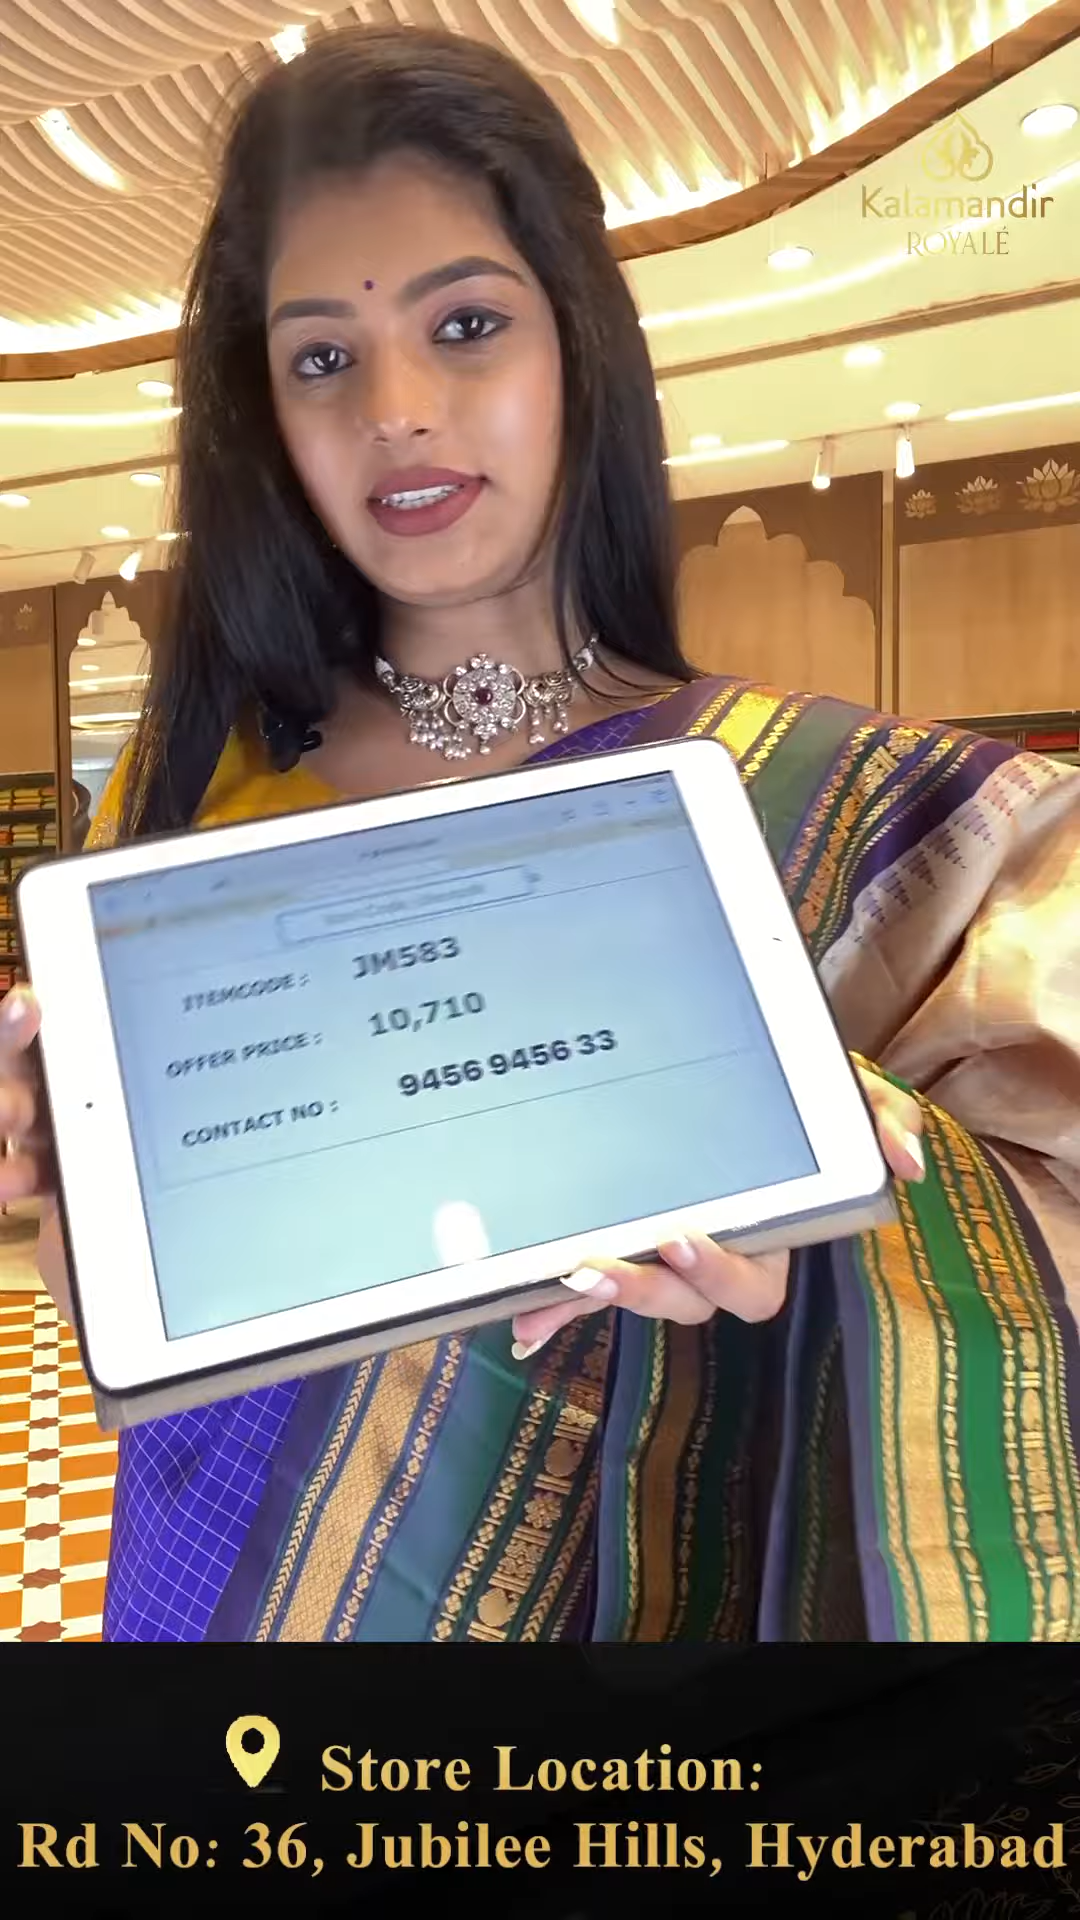 Kalamandir
ROYALÉ
ITEMCODE : JM583
OFFER PRICE : 10,710
CONTACT NO : 9456 9456 33
Store Location:
Rd No: 36, Jubilee Hills, Hyderabad